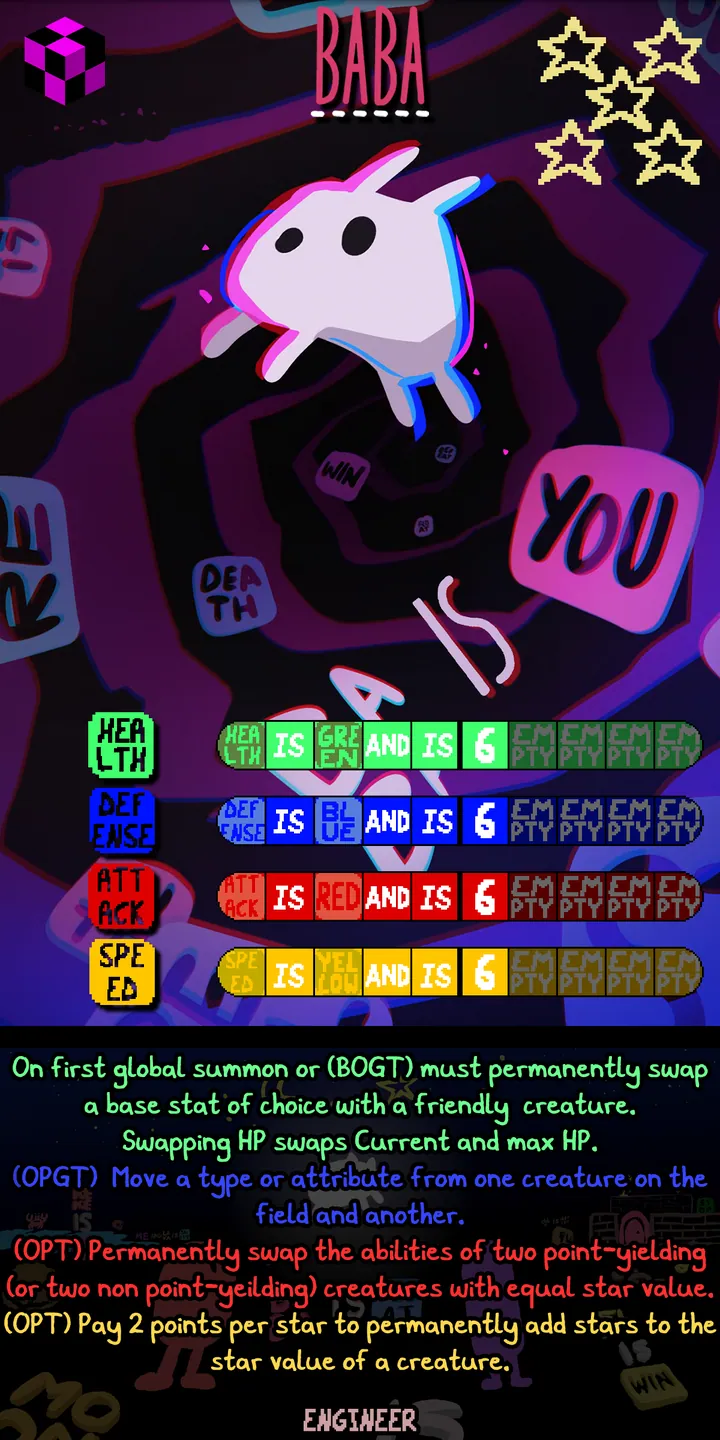 BABA
WIN
YOU
RE
DEA
TH
IS
HEA
LTH
HEA LTH IS GRE EN AND IS 6 EM PTY EM PTY EM PTY EM PTY
DEF
ENSE
DEF ENSE IS BL UE AND IS 6 EM PTY EM PTY EM PTY EM PTY
ATT
ACK
ATT ACK IS RED AND IS 6 EM PTY EM PTY EM PTY EM PTY
SPE
ED
SPE ED IS YEL LOW AND IS 6 EM PTY EM PTY EM PTY EM PTY
On first global summon or (BOGT) must permanently swap
a base stat of choice with a friendly creature.
Swapping HP swaps Current and max HP.
(OPGT) Move a type or attribute from one creature on the
field and another.
(OPT) Permanently swap the abilities of two point-yielding
(or two non point-yeilding) creatures with equal star value.
(OPT) Pay 2 points per star to permanently add stars to the
star value of a creature.
IS
WIN
ENGINEER